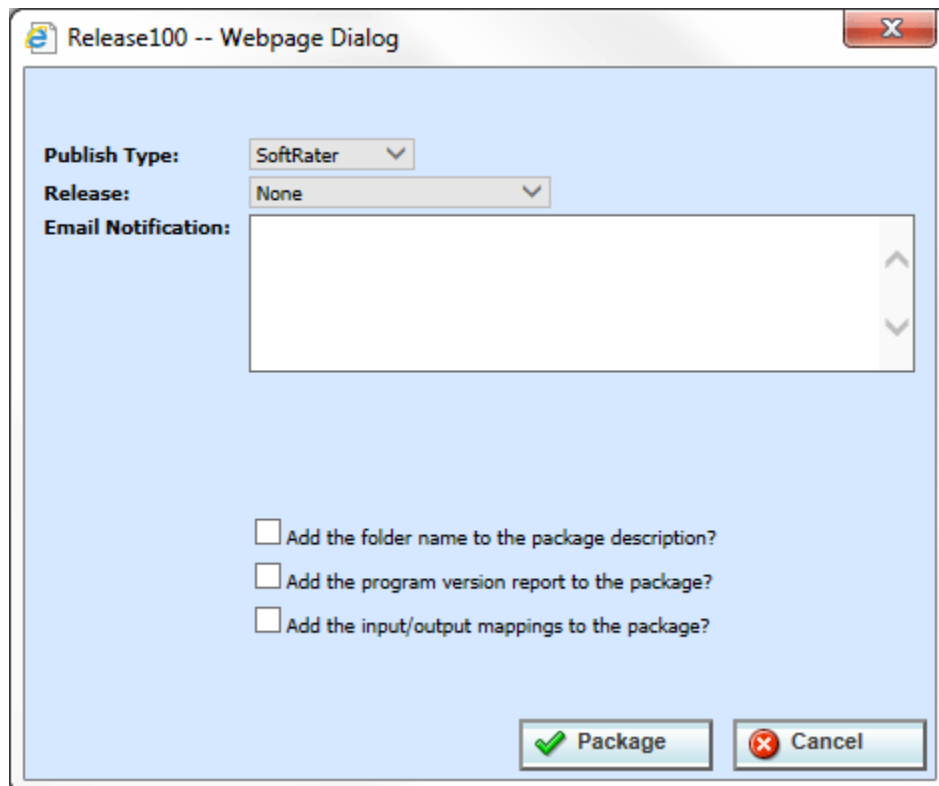 Release100 -- Webpage Dialog
Publish Type: SoftRater
Release: None
Email Notification:
Add the folder name to the package description?
Add the program version report to the package?
Add the input/output mappings to the package?
Package Cancel